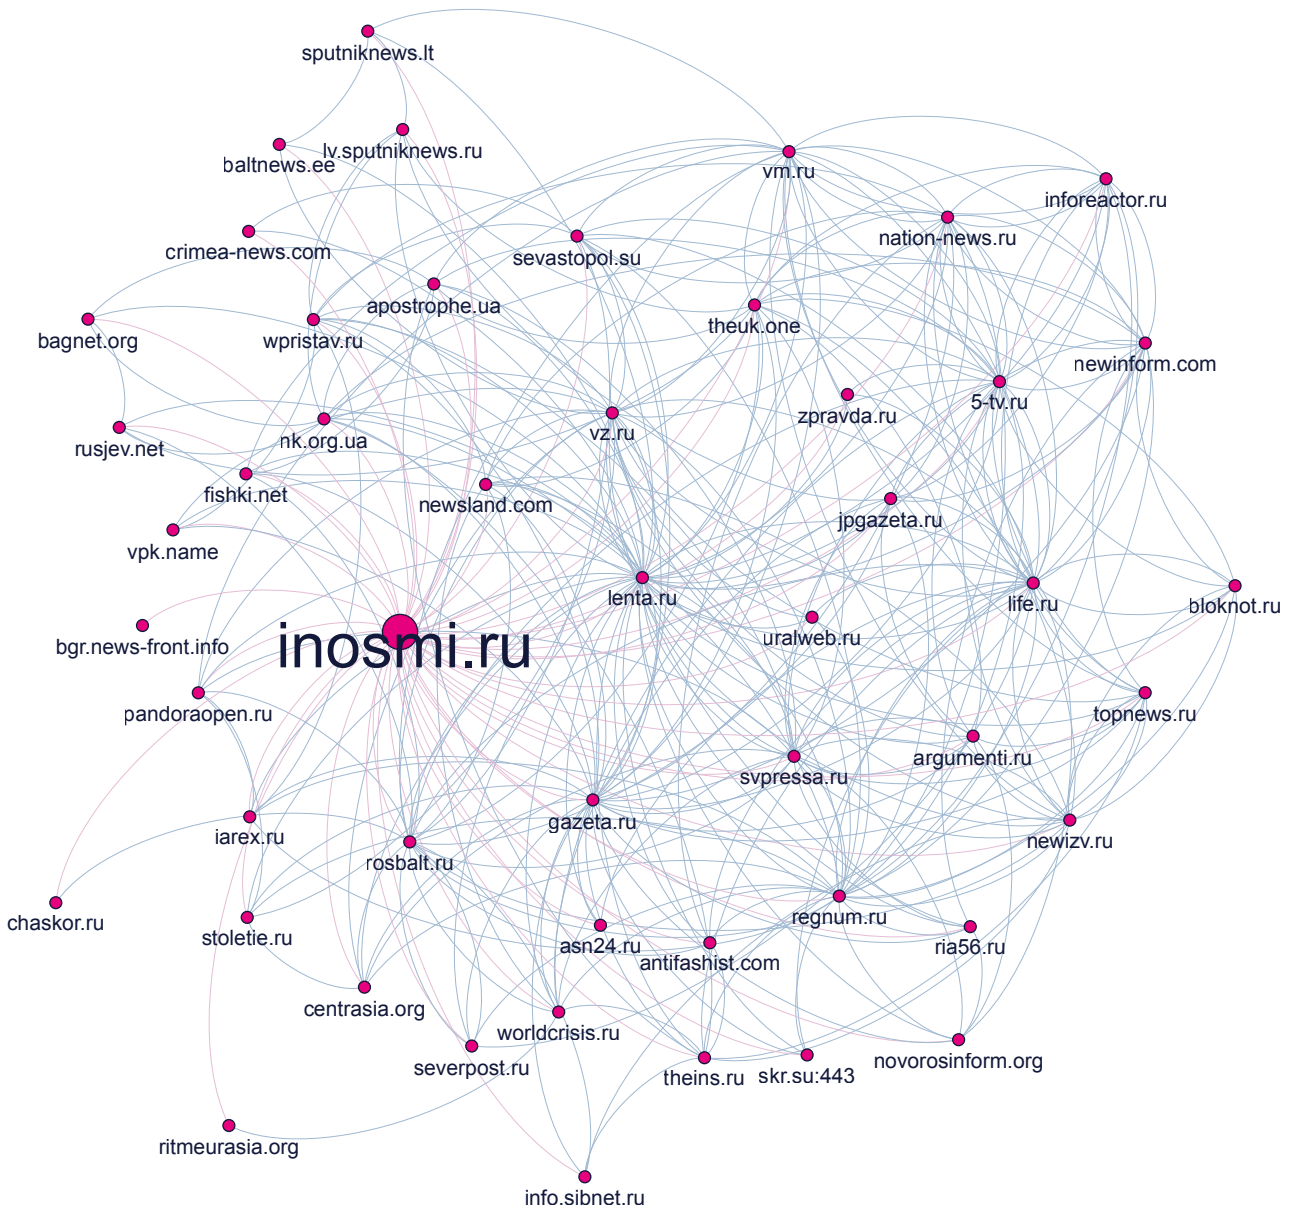 sputniknews.lt
lv.sputniknews.ru
baltnews.ee
vm.ru
inforeactor.ru
nation-news.ru
crimea-news.com
sevastopol.su
apostrophe.ua
theuk.one
bagnet.org
wpristav.ru
newinform.com
5-tv.ru
zpravda.ru
rusjev.net
nk.org.ua
vz.ru
fishki.net
newsland.com
jpgazeta.ru
vpk.name
lenta.ru
life.ru
bloknot.ru
bgr.news-front.info
inosmi.ru
uralweb.ru
pandoraopen.ru
topnews.ru
argumenti.ru
svpressa.ru
gazeta.ru
iarex.ru
rosbalt.ru
newizv.ru
chaskor.ru
stoletie.ru
regnum.ru
asn24.ru
antifashist.com
ria56.ru
centrasia.org
worldcrisis.ru
severpost.ru
theins.ru
skr.su:443
novorosinform.org
ritmeurasia.org
info.sibnet.ru